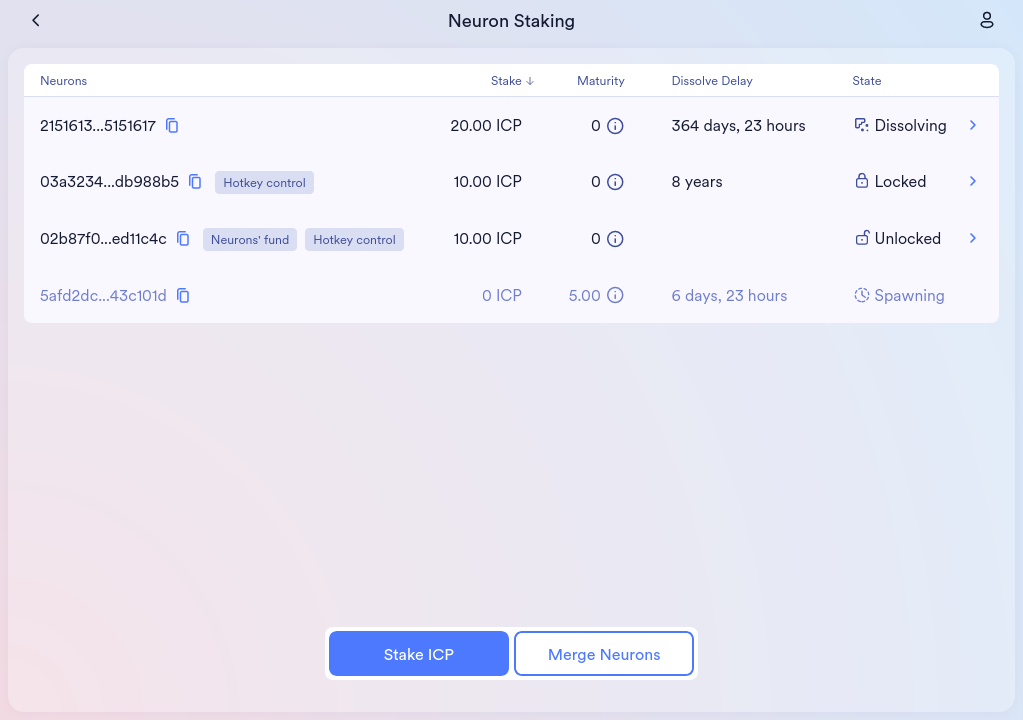 Neuron Staking
Neurons Stake Maturity Dissolve Delay State
2151613...5151617 20.00 ICP 0 364 days, 23 hours Dissolving
03a3234...db988b5 Hotkey control 10.00 ICP 0 8 years Locked
02b87f0...ed11c4c Neurons' fund Hotkey control 10.00 ICP 0 Unlocked
5afd2dc...43c101d 0 ICP 5.00 6 days, 23 hours Spawning
Stake ICP Merge Neurons